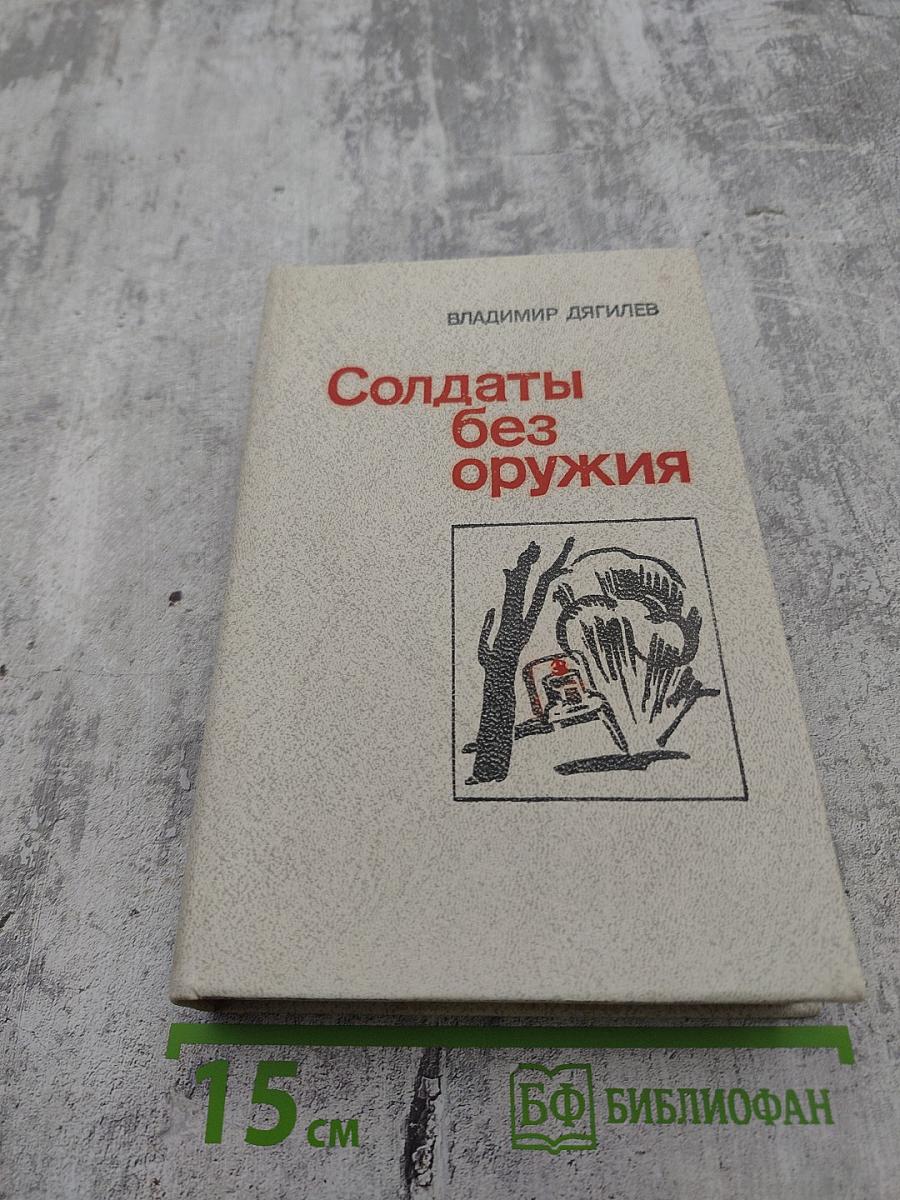 ВЛАДИМИР ДЯГИЛЕВ
Солдаты
без
оружия
15 см
БФ БИБЛИОФАН